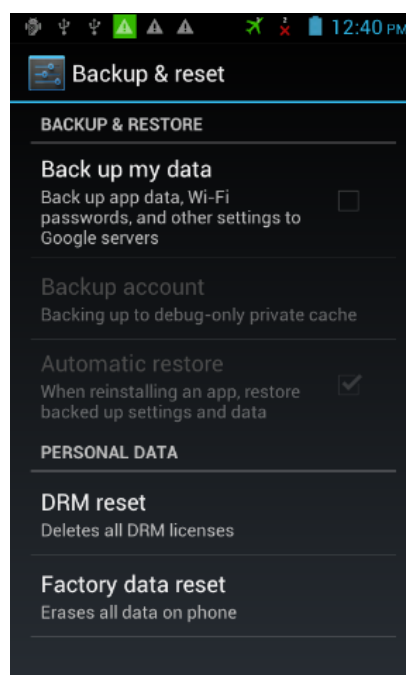 2
12:40 PM
Backup & reset
BACKUP & RESTORE
Back up my data
Back up app data, Wi-Fi
passwords, and other settings to
Google servers
Backup account
Backing up to debug-only private cache
Automatic restore
When reinstalling an app, restore
backed up settings and data
PERSONAL DATA
DRM reset
Deletes all DRM licenses
Factory data reset
Erases all data on phone